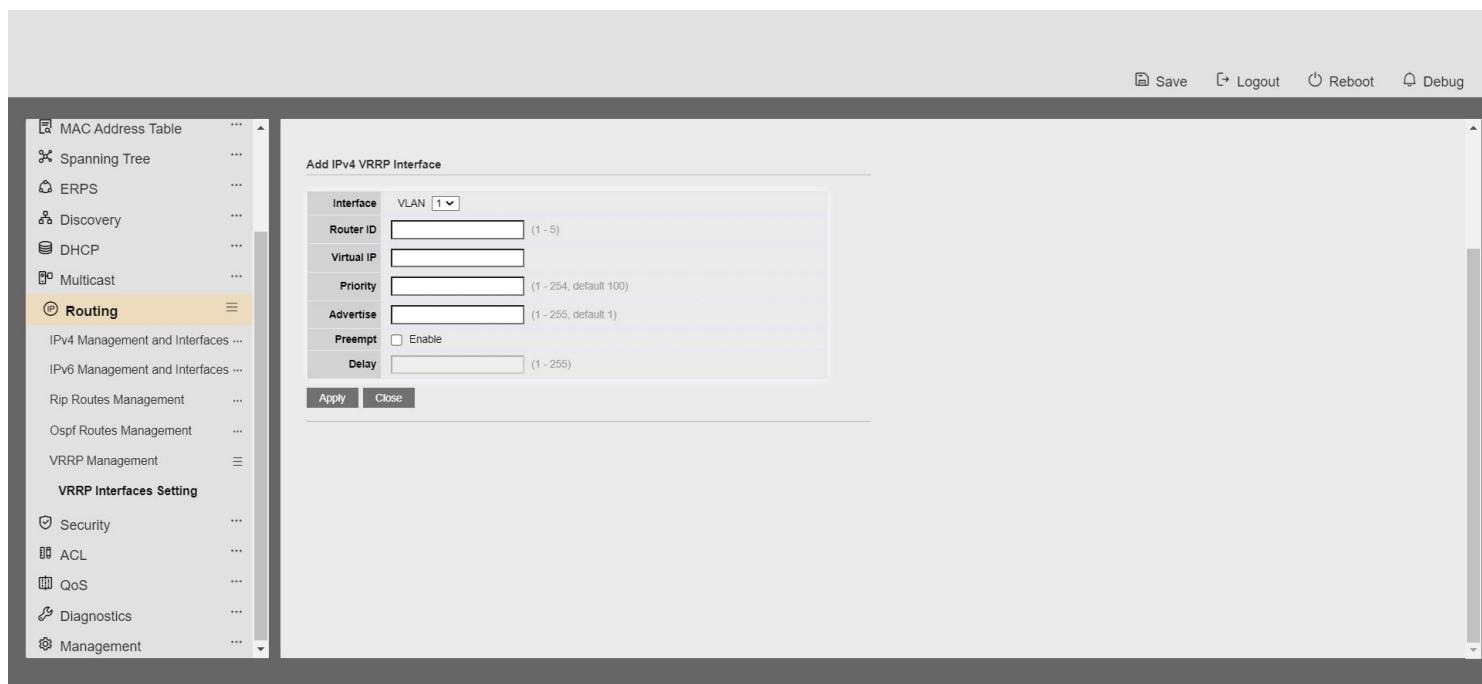 Save Logout Reboot Debug
MAC Address Table ...
Spanning Tree ...
ERPS ...
Discovery ...
DHCP ...
Multicast ...
IP Routing
IPv4 Management and Interfaces ...
IPv6 Management and Interfaces ...
Rip Routes Management ...
Ospf Routes Management ...
VRRP Management
VRRP Interfaces Setting
Security ...
ACL ...
QoS ...
Diagnostics ...
Management ...
Add IPv4 VRRP Interface
Interface VLAN 1
Router ID (1 - 5)
Virtual IP
Priority (1 - 254, default 100)
Advertise (1 - 255, default 1)
Preempt Enable
Delay (1 - 255)
Apply Close